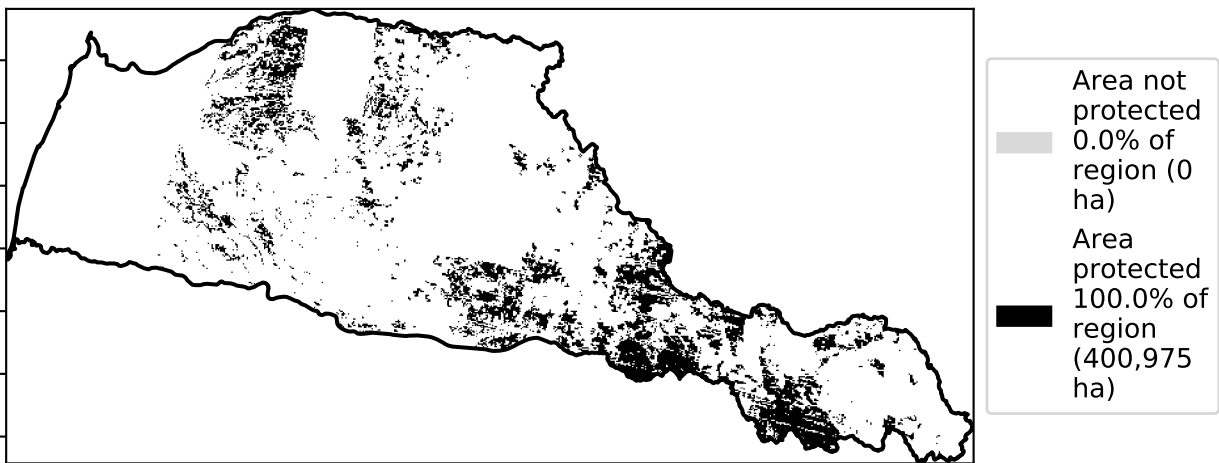 Area not
protected
0.0% of
region (0
ha)
Area
protected
100.0% of
region
(400,975
ha)